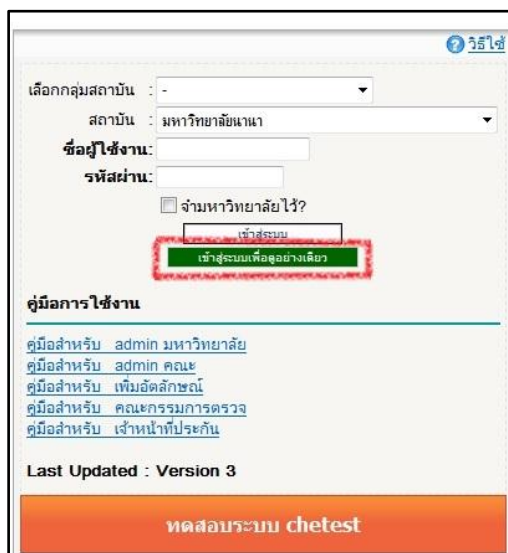 วิธีใช้
เลือกกลุ่มสถาบัน : -
สถาบัน : มหาวิทยาลัยนานา
ชื่อผู้ใช้งาน:
รหัสผ่าน:
จำมหาวิทยาลัยไว้?
เข้าสู่ระบบ
เข้าสู่ระบบเพื่อดูอย่างเดียว
คู่มือการใช้งาน
คู่มือสำหรับ admin มหาวิทยาลัย
คู่มือสำหรับ admin คณะ
คู่มือสำหรับ เพิ่มอัตลักษณ์
คู่มือสำหรับ คณะกรรมการตรวจ
คู่มือสำหรับ เจ้าหน้าที่ประกัน
Last Updated : Version 3
ทดสอบระบบ chetest